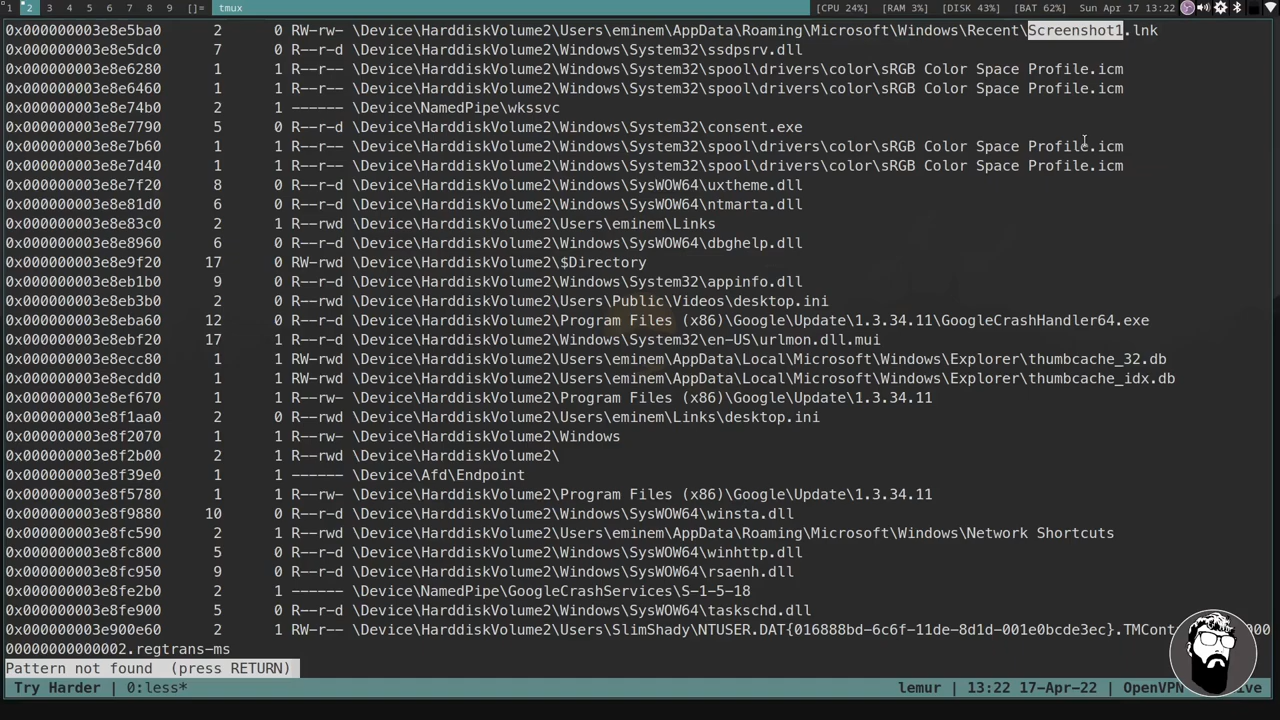 1 2 3 4 5 6 7 8 9 []= tmux [CPU 24%] [RAM 3%] [DISK 43%] [BAT 62%] Sun Apr 17 13:22
0x000000003e8e5ba0 2 0 RW-rw- \Device\HarddiskVolume2\Users\eminem\AppData\Roaming\Microsoft\Windows\Recent\Screenshot1.lnk
0x000000003e8e5dc0 7 0 R--r-d \Device\HarddiskVolume2\Windows\System32\ssdpsrv.dll
0x000000003e8e6280 1 1 R--r-d \Device\HarddiskVolume2\Windows\System32\spool\drivers\color\sRGB Color Space Profile.icm
0x000000003e8e6460 1 1 R--r-d \Device\HarddiskVolume2\Windows\System32\spool\drivers\color\sRGB Color Space Profile.icm
0x000000003e8e74b0 2 1 ------ \Device\NamedPipe\wkssvc
0x000000003e8e7790 5 0 R--r-d \Device\HarddiskVolume2\Windows\System32\consent.exe
0x000000003e8e7b60 1 1 R--r-d \Device\HarddiskVolume2\Windows\System32\spool\drivers\color\sRGB Color Space Profile.icm
0x000000003e8e7d40 1 1 R--r-d \Device\HarddiskVolume2\Windows\System32\spool\drivers\color\sRGB Color Space Profile.icm
0x000000003e8e7f20 8 0 R--r-d \Device\HarddiskVolume2\Windows\SysWOW64\uxtheme.dll
0x000000003e8e81d0 6 0 R--r-d \Device\HarddiskVolume2\Windows\SysWOW64\ntmarta.dll
0x000000003e8e83c0 2 1 R--rwd \Device\HarddiskVolume2\Users\eminem\Links
0x000000003e8e8960 6 0 R--r-d \Device\HarddiskVolume2\Windows\SysWOW64\dbghelp.dll
0x000000003e8e9f20 17 0 RW-rwd \Device\HarddiskVolume2\$Directory
0x000000003e8eb1b0 9 0 R--r-d \Device\HarddiskVolume2\Windows\System32\appinfo.dll
0x000000003e8eb3b0 2 0 R--rwd \Device\HarddiskVolume2\Users\Public\Videos\desktop.ini
0x000000003e8eba60 12 0 R--r-d \Device\HarddiskVolume2\Program Files (x86)\Google\Update\1.3.34.11\GoogleCrashHandler64.exe
0x000000003e8ebf20 17 1 R--r-d \Device\HarddiskVolume2\Windows\System32\en-US\urlmon.dll.mui
0x000000003e8ecc80 1 1 RW-rwd \Device\HarddiskVolume2\Users\eminem\AppData\Local\Microsoft\Windows\Explorer\thumbcache_32.db
0x000000003e8ecdd0 1 1 RW-rwd \Device\HarddiskVolume2\Users\eminem\AppData\Local\Microsoft\Windows\Explorer\thumbcache_idx.db
0x000000003e8ef670 1 1 R--rw- \Device\HarddiskVolume2\Program Files (x86)\Google\Update\1.3.34.11
0x000000003e8f1aa0 2 0 R--rwd \Device\HarddiskVolume2\Users\eminem\Links\desktop.ini
0x000000003e8f2070 1 1 R--rw- \Device\HarddiskVolume2\Windows
0x000000003e8f2b00 2 1 R--rwd \Device\HarddiskVolume2\
0x000000003e8f39e0 1 1 ------ \Device\Afd\Endpoint
0x000000003e8f5780 1 1 R--rw- \Device\HarddiskVolume2\Program Files (x86)\Google\Update\1.3.34.11
0x000000003e8f9880 10 0 R--r-d \Device\HarddiskVolume2\Windows\SysWOW64\winsta.dll
0x000000003e8fc590 2 1 R--rwd \Device\HarddiskVolume2\Users\eminem\AppData\Roaming\Microsoft\Windows\Network Shortcuts
0x000000003e8fc800 5 0 R--r-d \Device\HarddiskVolume2\Windows\SysWOW64\winhttp.dll
0x000000003e8fc950 9 0 R--r-d \Device\HarddiskVolume2\Windows\SysWOW64\rsaenh.dll
0x000000003e8fe2b0 2 1 ------ \Device\NamedPipe\GoogleCrashServices\S-1-5-18
0x000000003e8fe900 5 0 R--r-d \Device\HarddiskVolume2\Windows\SysWOW64\taskschd.dll
0x000000003e900e60 2 1 RW-r-- \Device\HarddiskVolume2\Users\SlimShady\NTUSER.DAT{016888bd-6c6f-11de-8d1d-001e0bcde3ec}.TMCont
00000000000002.regtrans-ms
Pattern not found (press RETURN)
Try Harder | 0:less* lemur | 13:22 17-Apr-22 | OpenVPN